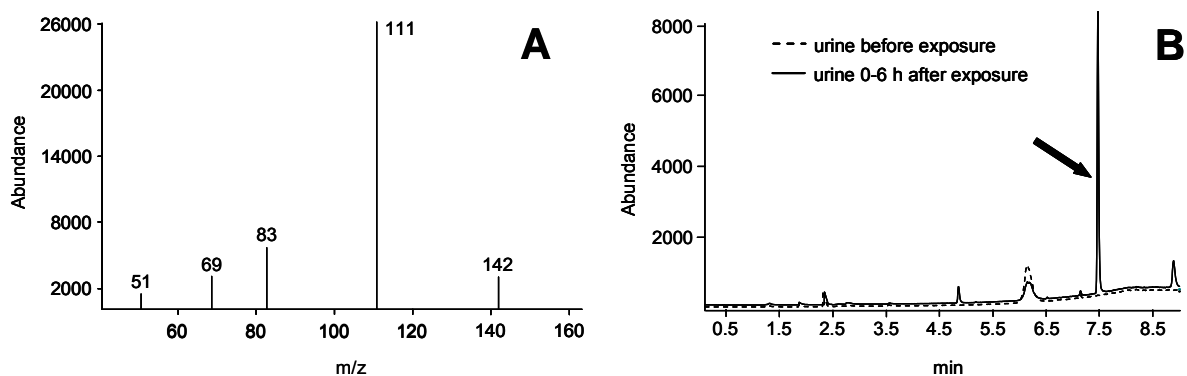 26000
20000
14000
8000
2000
Abundance
111
83
69
51
142
A
60 80 100 120 140 160
m/z
8000
6000
4000
2000
Abundance
urine before exposure
urine 0-6 h after exposure
B
0.5 1.5 2.5 3.5 4.5 5.5 6.5 7.5 8.5
min